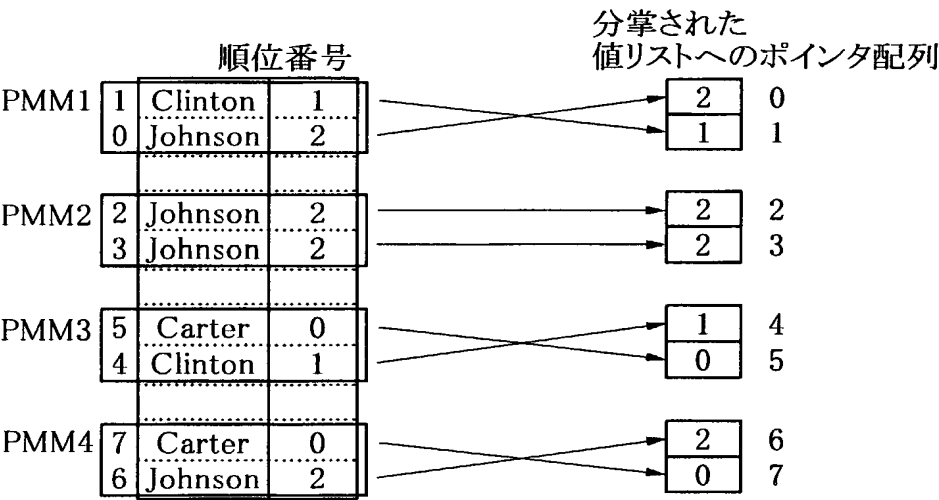 分掌された
順位番号 値リストへのポインタ配列
PMM1 1 Clinton 1 2 0
0 Johnson 2 1 1
PMM2 2 Johnson 2 2 2
3 Johnson 2 2 3
PMM3 5 Carter 0 1 4
4 Clinton 1 0 5
PMM4 7 Carter 0 2 6
6 Johnson 2 0 7